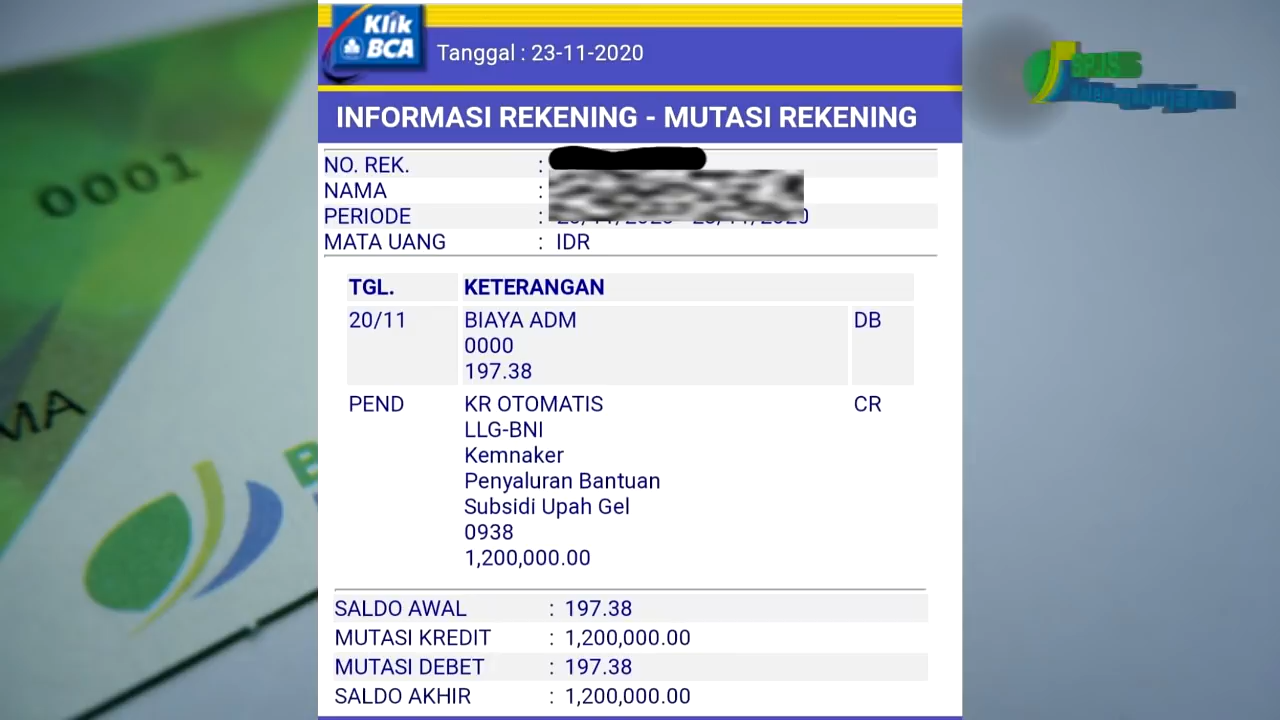 Klik
BCA
Tanggal : 23-11-2020
INFORMASI REKENING - MUTASI REKENING
NO. REK. :
NAMA :
PERIODE :
MATA UANG : IDR
TGL. KETERANGAN
20/11 BIAYA ADM DB
0000
197.38
PEND KR OTOMATIS CR
LLG-BNI
Kemnaker
Penyaluran Bantuan
Subsidi Upah Gel
0938
1,200,000.00
SALDO AWAL : 197.38
MUTASI KREDIT : 1,200,000.00
MUTASI DEBET : 197.38
SALDO AKHIR : 1,200,000.00
0001